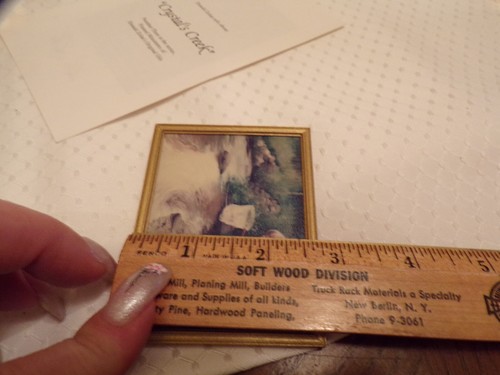 "Crystal's Creek"
1 2 3 4 5
SOFT WOOD DIVISION
Mill, Planing Mill, Builders
ware and Supplies of all kinds,
ty Pine, Hardwood Paneling,
Truck Rack Materials a Specialty
New Berlin, N. Y.
Phone 9-3061